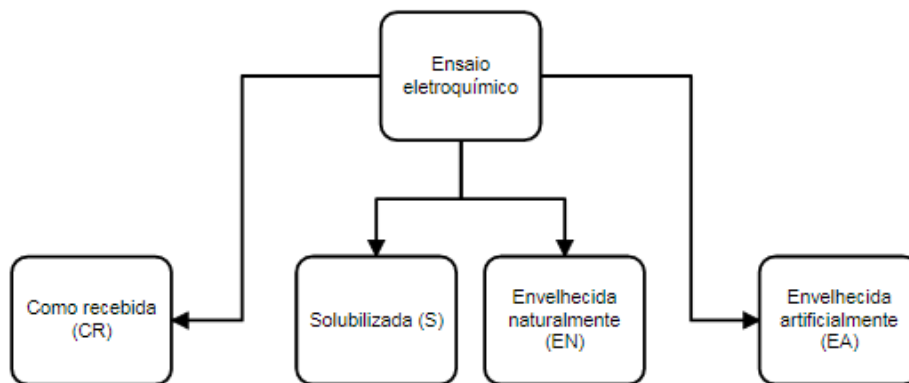 Ensaio
eletroquímico
Como recebida
(CR)
Solubilizada (S)
Envelhecida
naturalmente
(EN)
Envelhecida
artificialmente
(EA)